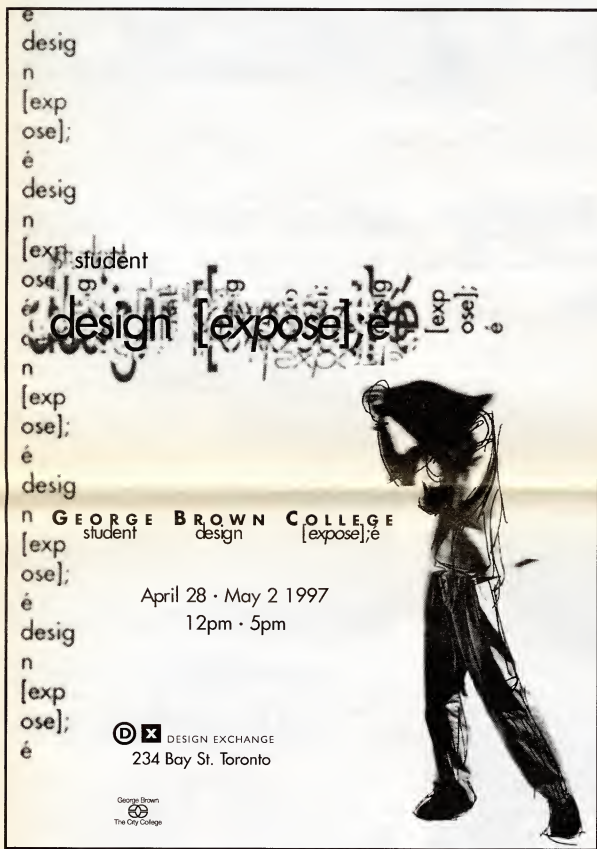 é
desig
n
[exp
ose];
é
desig
n
[exp
ose];
é
n
[exp
ose];
é
desig
n
[exp
ose];
é
desig
n
[exp
ose];
é
student
design [expose];é
[exp
ose];
é
GEORGE BROWN COLLEGE
student design [expose];é
April 28 · May 2 1997
12pm · 5pm
D X DESIGN EXCHANGE
234 Bay St. Toronto
George Brown
The City College